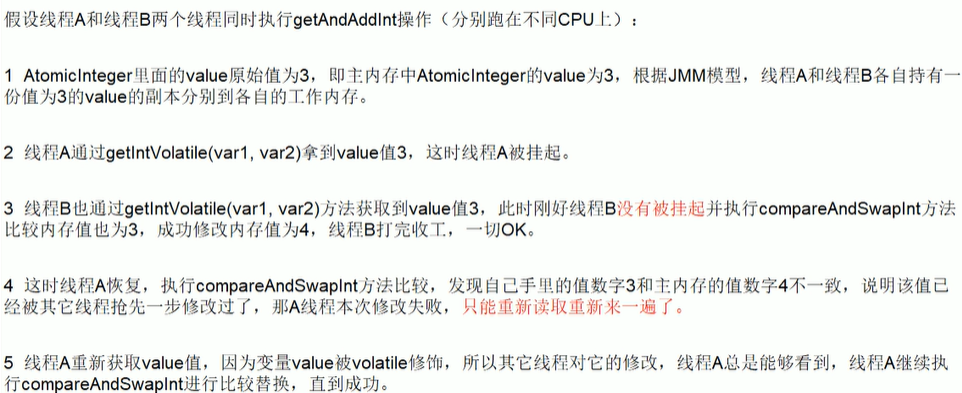 假设线程A和线程B两个线程同时执行getAndAddInt操作（分别跑在不同CPU上）：
1 AtomicInteger里面的value原始值为3，即主内存中AtomicInteger的value为3，根据JMM模型，线程A和线程B各自持有一
份值为3的value的副本分别到各自的工作内存。
2 线程A通过getIntVolatile(var1, var2)拿到value值3，这时线程A被挂起。
3 线程B也通过getIntVolatile(var1, var2)方法获取到value值3，此时刚好线程B没有被挂起并执行compareAndSwapInt方法
比较内存值也为3，成功修改内存值为4，线程B打完收工，一切OK。
4 这时线程A恢复，执行compareAndSwapInt方法比较，发现自己手里的值数字3和主内存的值数字4不一致，说明该值已
经被其它线程抢先一步修改过了，那A线程本次修改失败，只能重新读取重新来一遍了。
5 线程A重新获取value值，因为变量value被volatile修饰，所以其它线程对它的修改，线程A总是能够看到，线程A继续执
行compareAndSwapInt进行比较替换，直到成功。